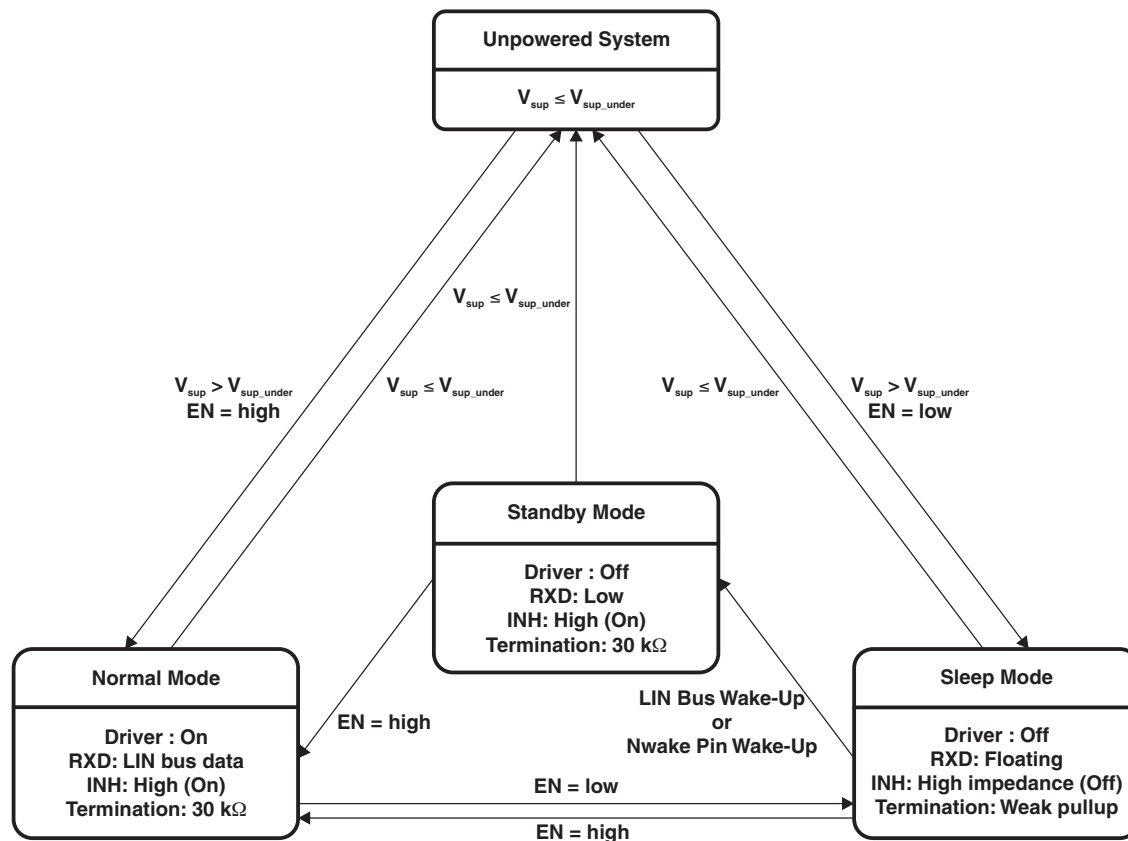 Unpowered System
V_sup ≤ V_sup_under
V_sup ≤ V_sup_under
V_sup > V_sup_under
EN = high
V_sup ≤ V_sup_under
V_sup ≤ V_sup_under
V_sup > V_sup_under
EN = low
Standby Mode
Driver : Off
RXD: Low
INH: High (On)
Termination: 30 kΩ
Normal Mode
Driver : On
RXD: LIN bus data
INH: High (On)
Termination: 30 kΩ
EN = high
LIN Bus Wake-Up
or
Nwake Pin Wake-Up
Sleep Mode
Driver : Off
RXD: Floating
INH: High impedance (Off)
Termination: Weak pullup
EN = low
EN = high